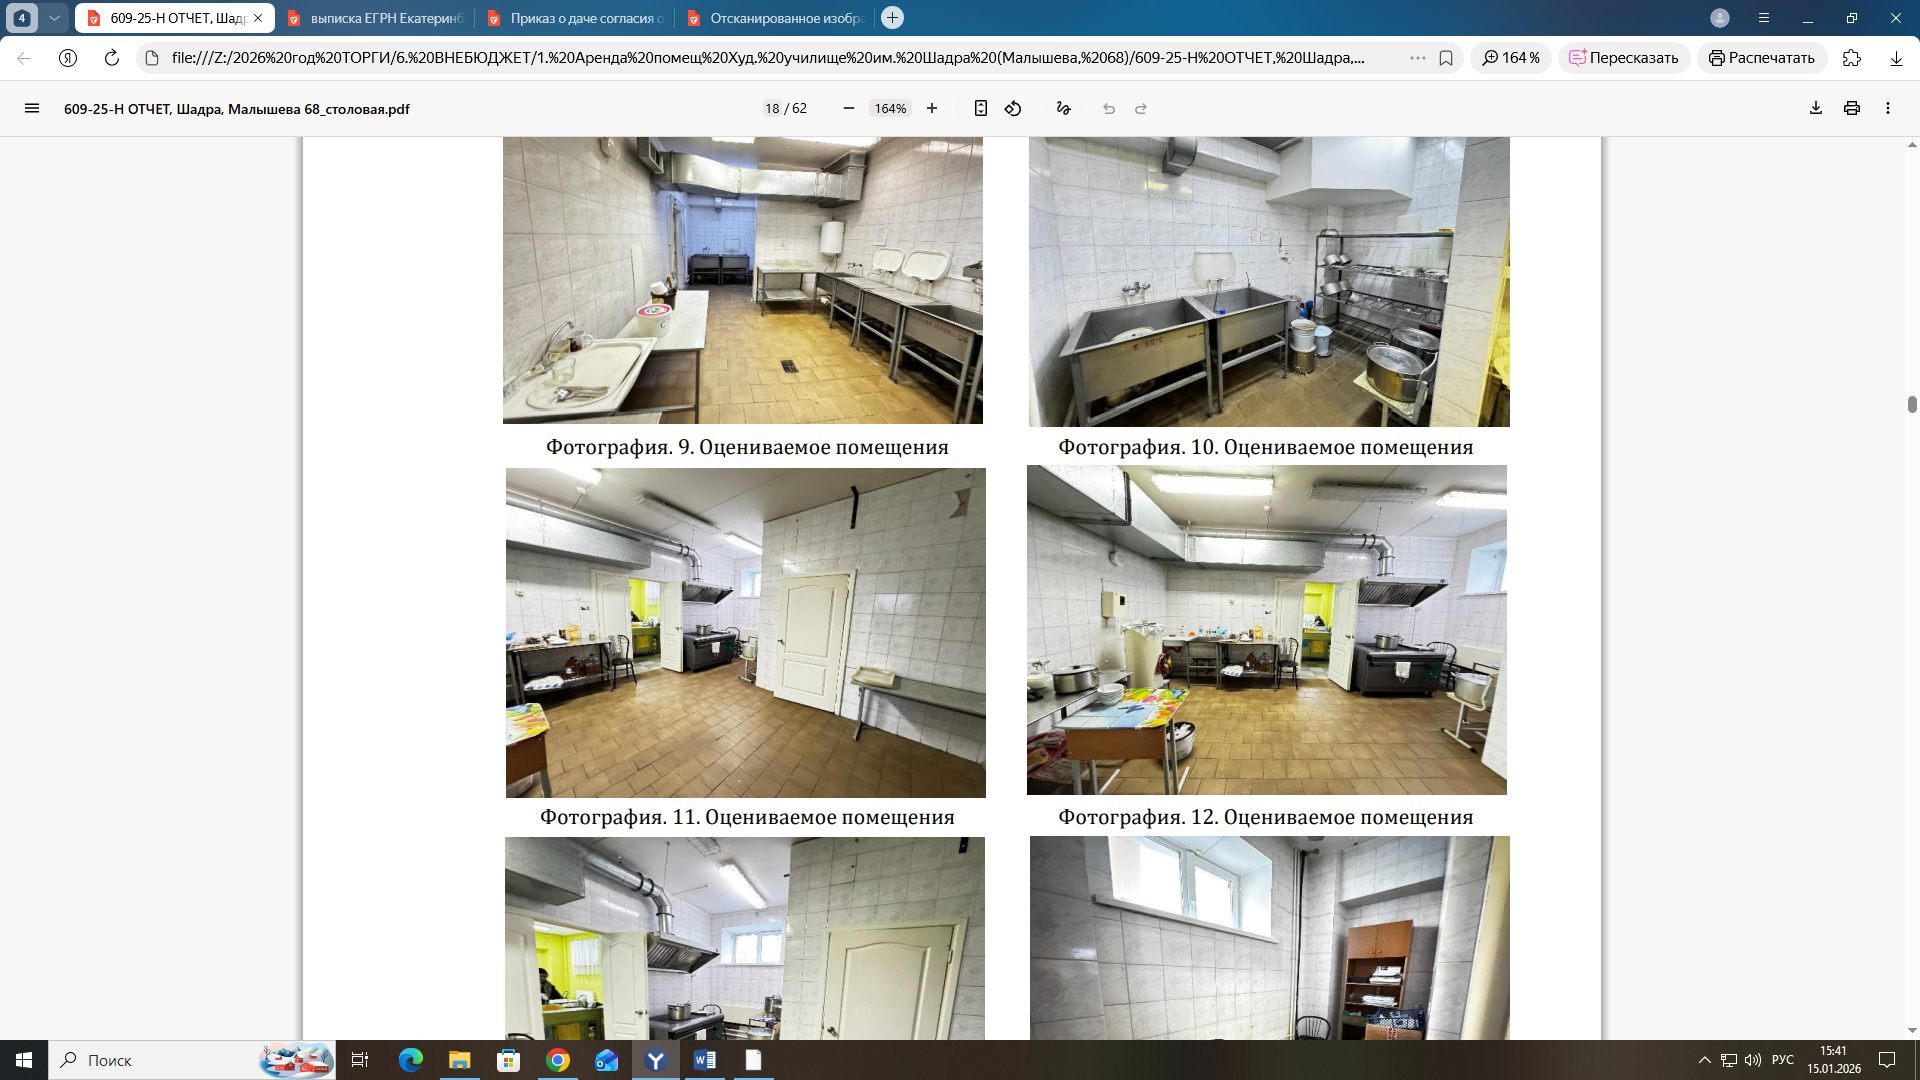 4
609-25-Н ОТЧЕТ, Шадр
выписка ЕГРН Екатеринб
Приказ о даче согласия о
Отсканированное изобра
file:///Z:/2026%20год%20ТОРГИ/6.%20ВНЕБЮДЖЕТ/1.%20Аренда%20помещ%20Худ.%20училище%20им.%20Шадра%20(Малышева,%2068)/609-25-Н%20ОТЧЕТ,%20Шадра,...
164 %
Пересказать
Распечатать
609-25-Н ОТЧЕТ, Шадра, Малышева 68_столовая.pdf
18 / 62
164%
Фотография. 9. Оцениваемое помещения
Фотография. 10. Оцениваемое помещения
Фотография. 11. Оцениваемое помещения
Фотография. 12. Оцениваемое помещения
Поиск
РУС
15:41
15.01.2026